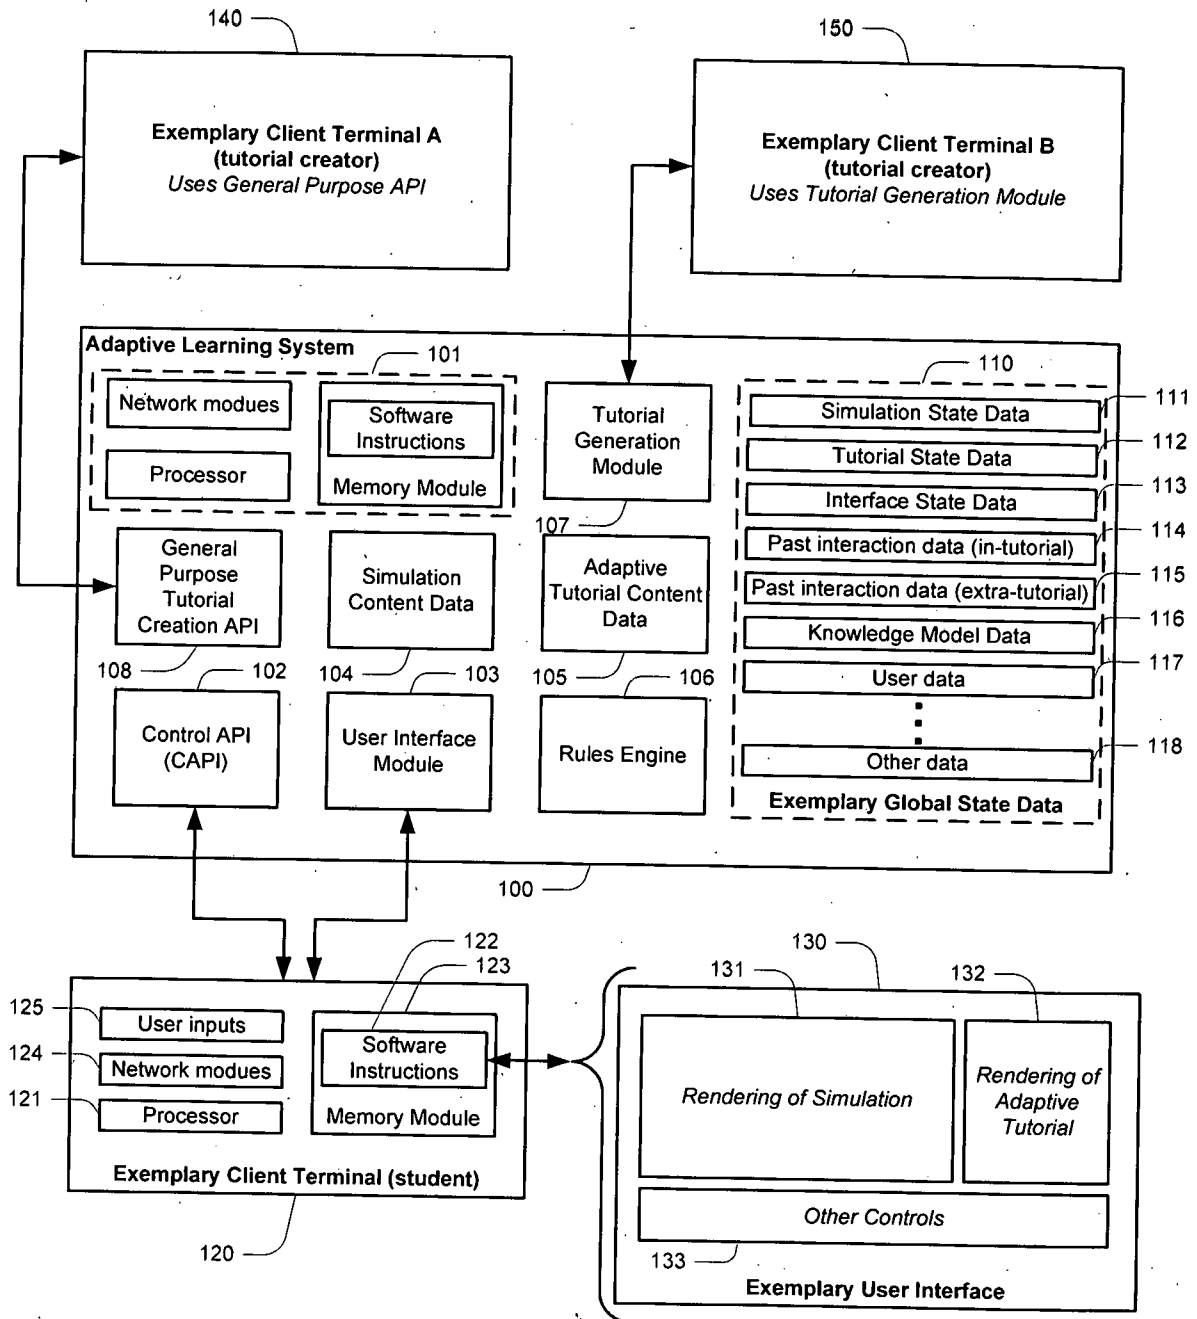 140
150
Exemplary Client Terminal A
(tutorial creator)
Uses General Purpose API
Exemplary Client Terminal B
(tutorial creator)
Uses Tutorial Generation Module
Adaptive Learning System
101
110
Network modues
Processor
Software
Instructions
Memory Module
Tutorial
Generation
Module
107
Simulation State Data
111
Tutorial State Data
112
Interface State Data
113
Past interaction data (in-tutorial)
114
Past interaction data (extra-tutorial)
115
Knowledge Model Data
116
User data
117
Other data
118
Exemplary Global State Data
General
Purpose
Tutorial
Creation API
108
Simulation
Content Data
104
Adaptive
Tutorial Content
Data
105
102
Control API
(CAPI)
103
User Interface
Module
106
Rules Engine
100
122
123
125
User inputs
124
Network modues
121
Processor
Software
Instructions
Memory Module
Exemplary Client Terminal (student)
120
130
131
132
Rendering of Simulation
Rendering of
Adaptive
Tutorial
Other Controls
133
Exemplary User Interface